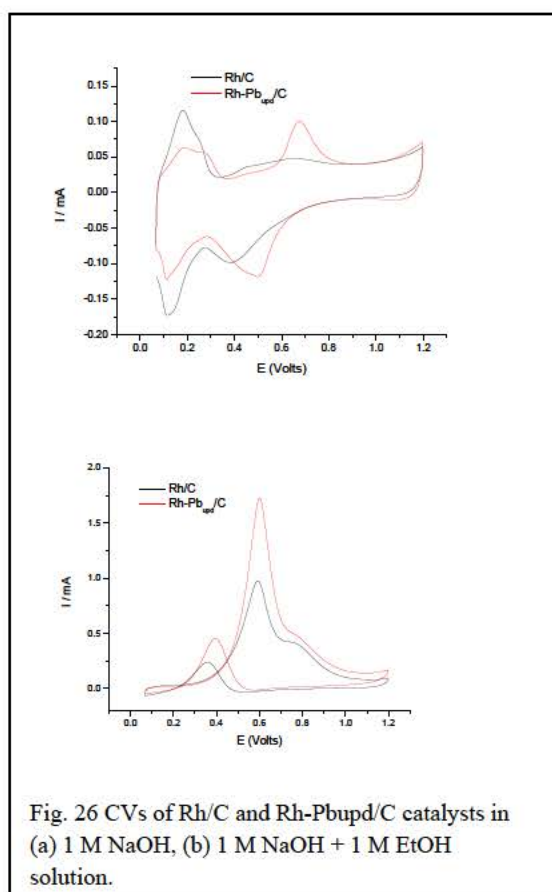 Rh/C
Rh-Pbupd/C
0.15
0.10
0.05
0.00
-0.05
-0.10
-0.15
-0.20
I / mA
0.0 0.2 0.4 0.6 0.8 1.0 1.2
E (Volts)
Rh/C
Rh-Pbupd/C
2.0
1.5
1.0
0.5
0.0
I / mA
0.0 0.2 0.4 0.6 0.8 1.0 1.2
E (Volts)
Fig. 26 CVs of Rh/C and Rh-Pbupd/C catalysts in
(a) 1 M NaOH, (b) 1 M NaOH + 1 M EtOH
solution.